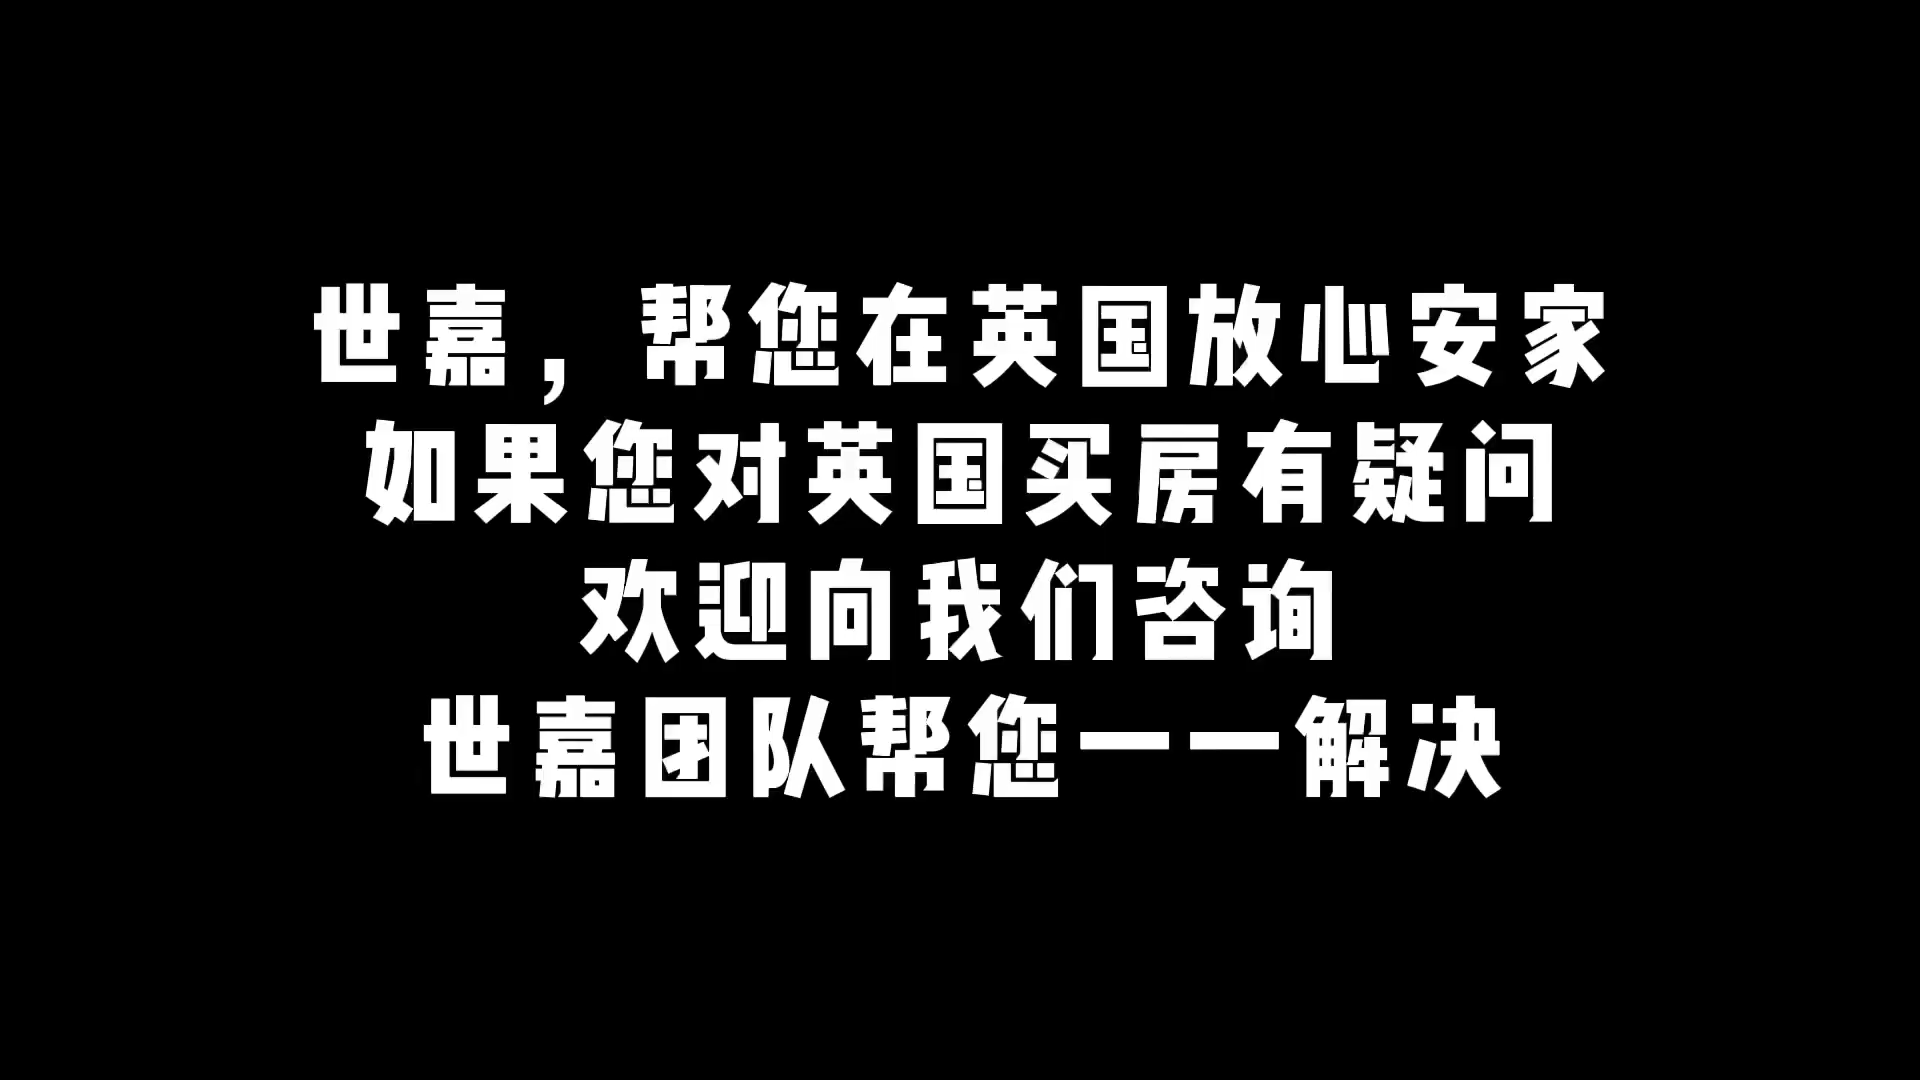 世嘉，帮您在英国放心安家
如果您对英国买房有疑问
欢迎向我们咨询
世嘉团队帮您一一解决